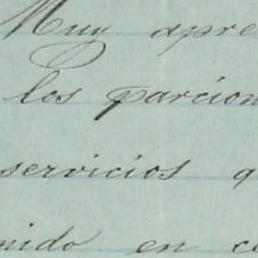 Muy apre
los parcion
servicios q
nido en c